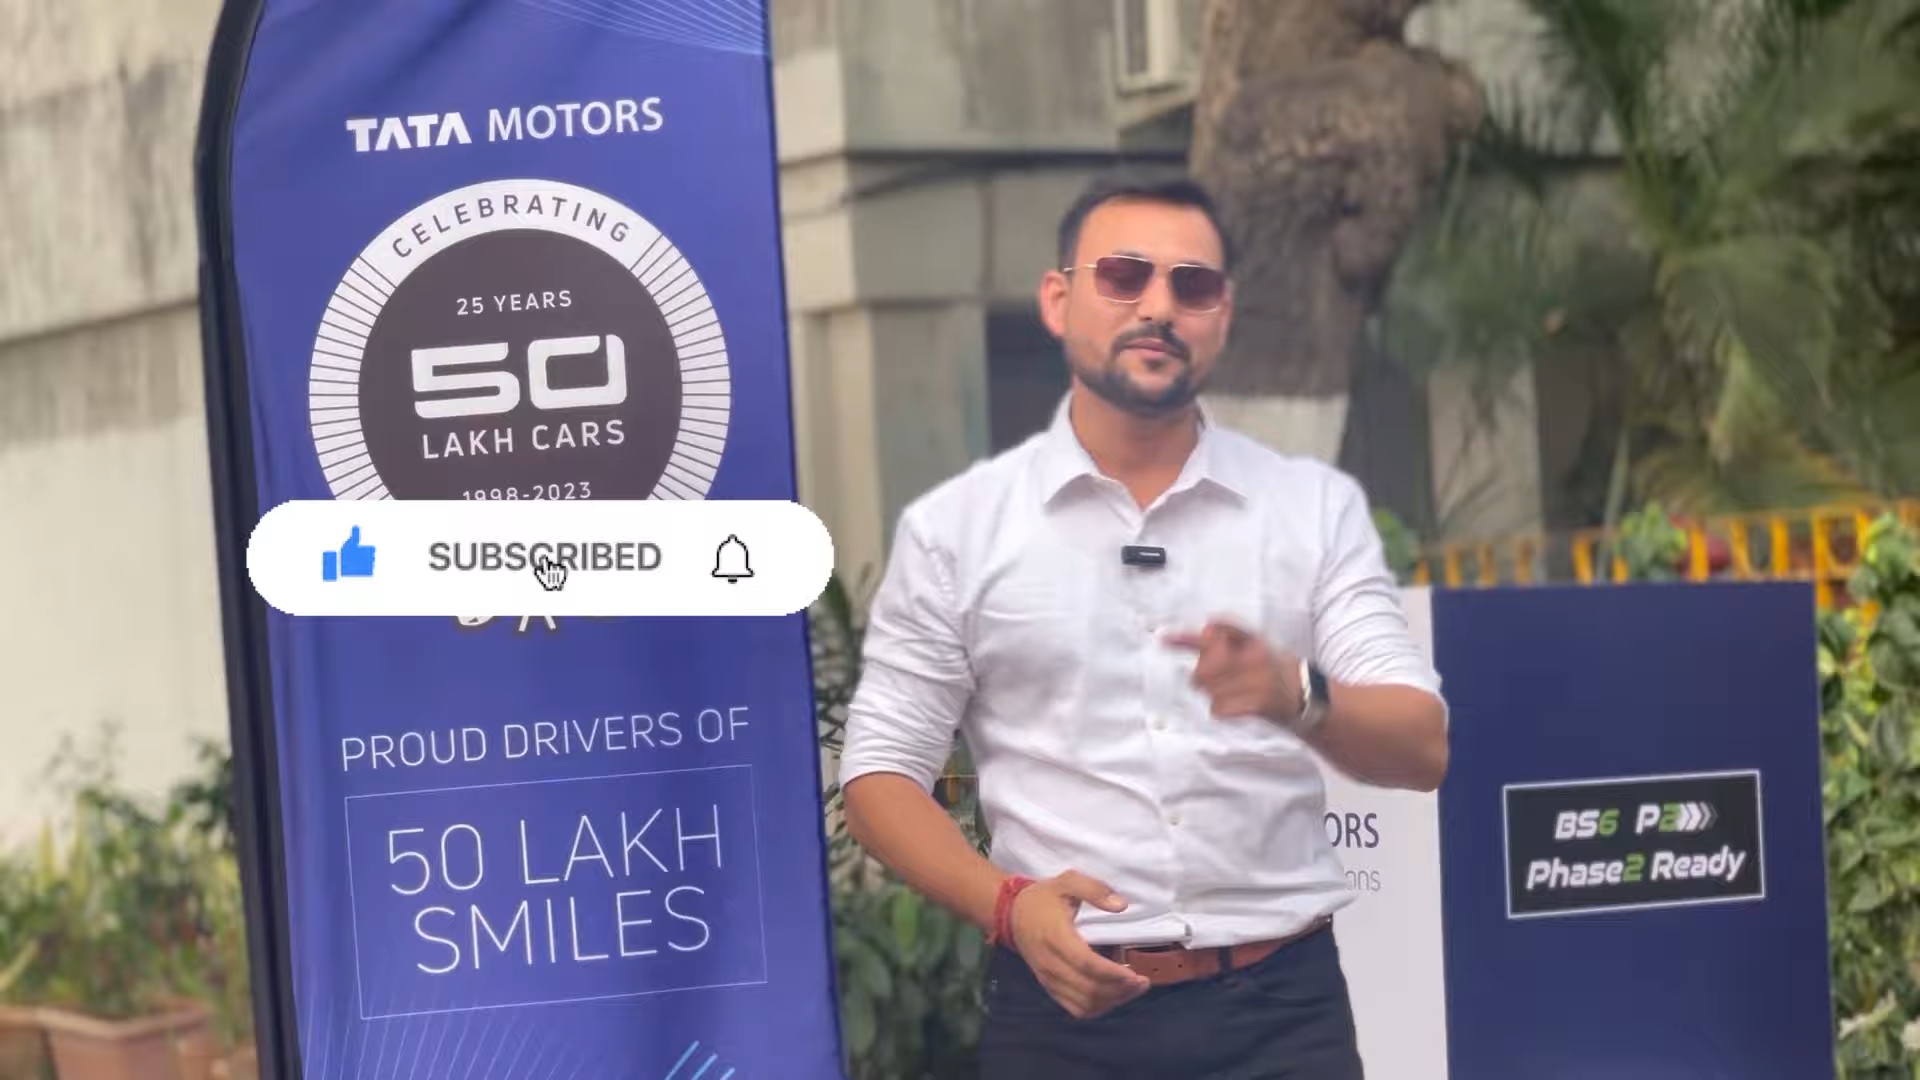 TATA MOTORS
CELEBRATING
25 YEARS
50
LAKH CARS
1998-2023
SUBSCRIBED
PROUD DRIVERS OF
50 LAKH
SMILES
ORS
ons
BS6 P2
Phase2 Ready